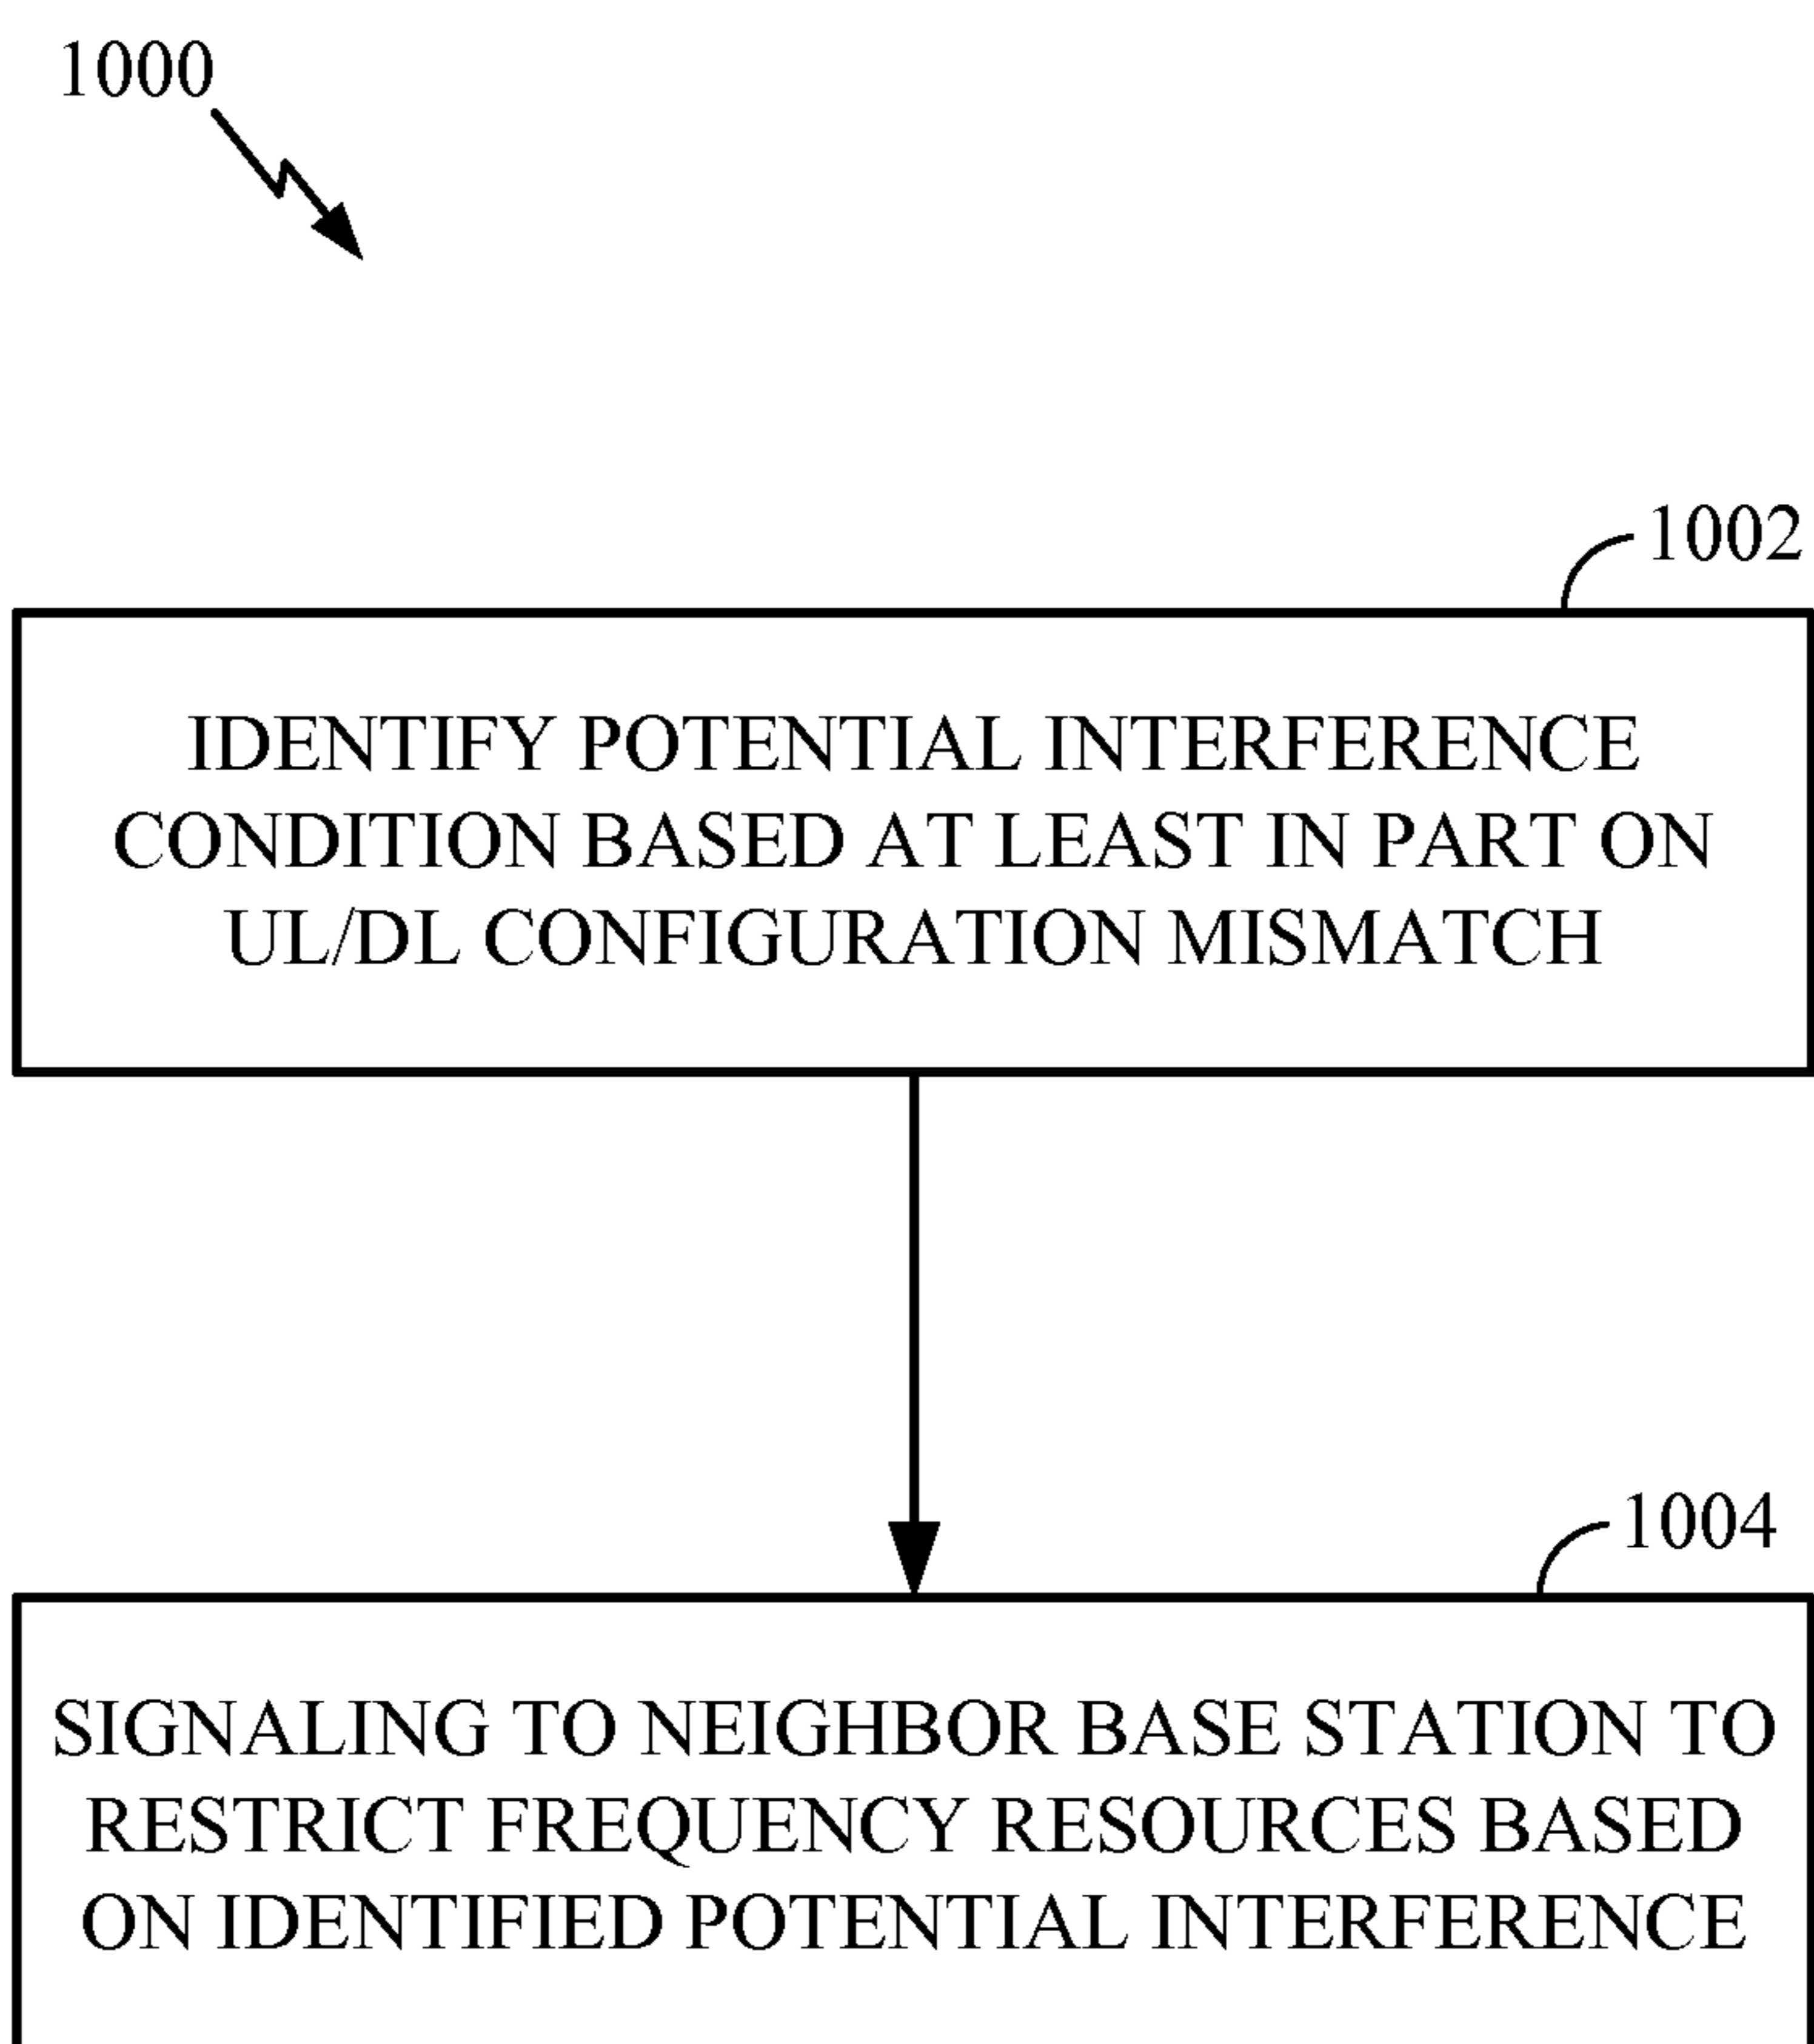 1000
1002
IDENTIFY POTENTIAL INTERFERENCE
CONDITION BASED AT LEAST IN PART ON
UL/DL CONFIGURATION MISMATCH
1004
SIGNALING TO NEIGHBOR BASE STATION TO
RESTRICT FREQUENCY RESOURCES BASED
ON IDENTIFIED POTENTIAL INTERFERENCE